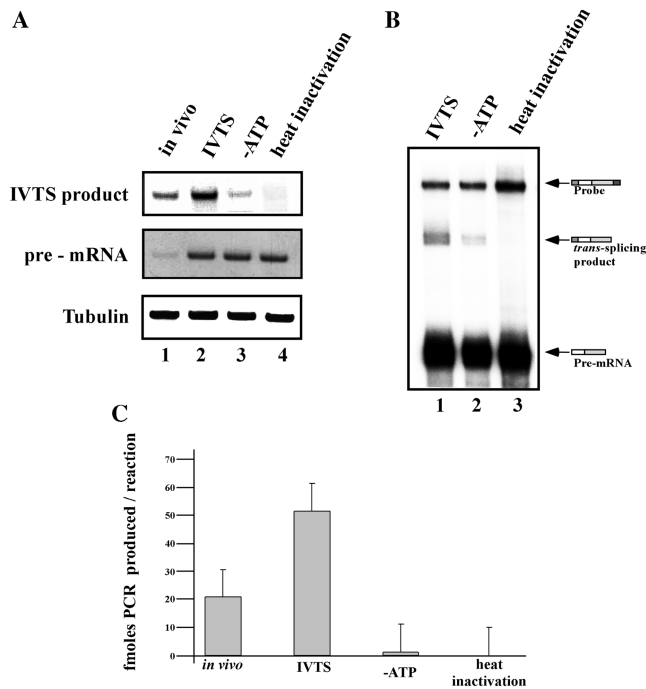 A
in vivo
IVTS
-ATP
heat inactivation
IVTS product
pre - mRNA
Tubulin
1 2 3 4
B
IVTS
-ATP
heat inactivation
Probe
trans-splicing
product
Pre-mRNA
1 2 3
C
fmoles PCR produced / reaction
70
60
50
40
30
20
10
0
in vivo IVTS -ATP heat
inactivation